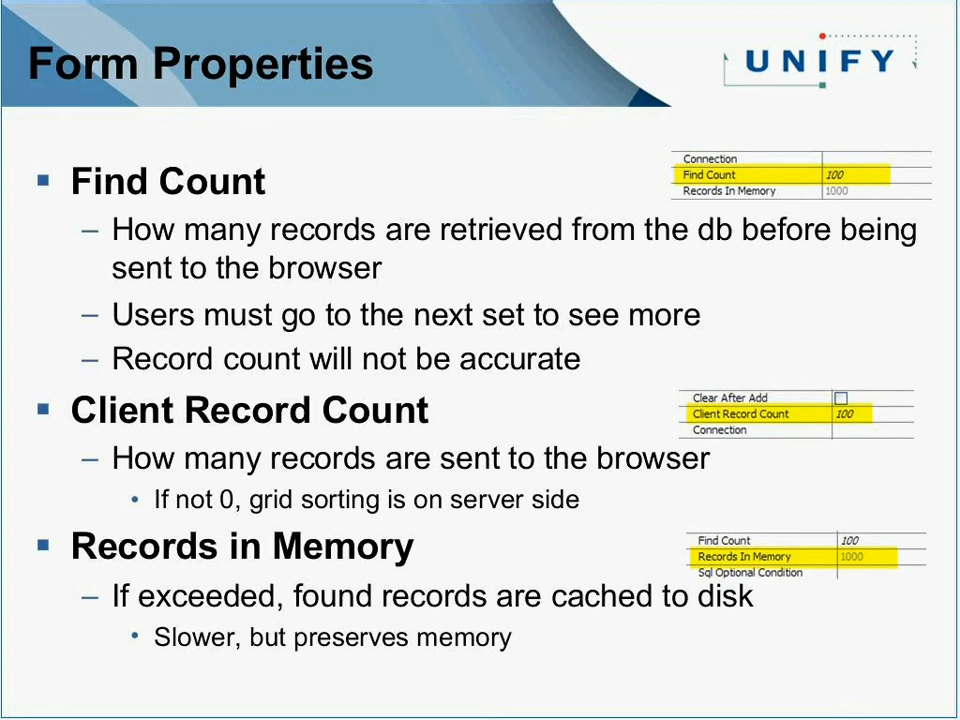 Form Properties
UNIFY
Find Count
– How many records are retrieved from the db before being
sent to the browser
– Users must go to the next set to see more
– Record count will not be accurate
Connection
Find Count 100
Records In Memory 1000
Client Record Count
– How many records are sent to the browser
• If not 0, grid sorting is on server side
Clear After Add
Client Record Count 100
Connection
Records in Memory
– If exceeded, found records are cached to disk
• Slower, but preserves memory
Find Count 100
Records In Memory 1000
Sql Optional Condition